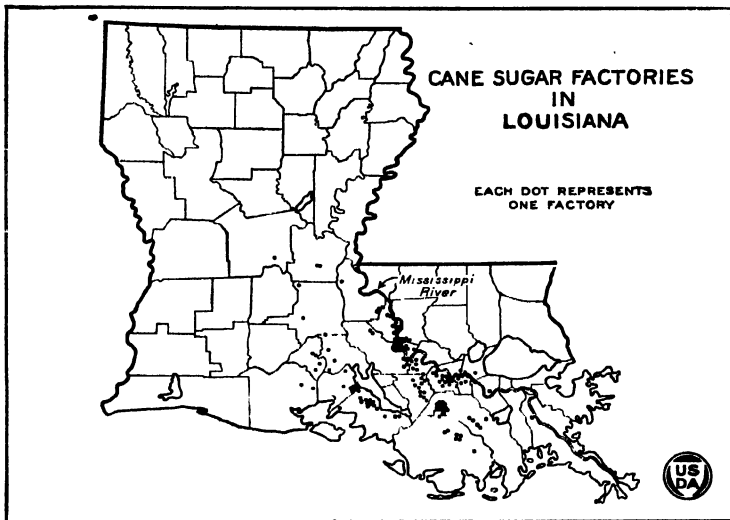 CANE SUGAR FACTORIES
IN
LOUISIANA
EACH DOT REPRESENTS
ONE FACTORY
Mississippi
River
US
DA